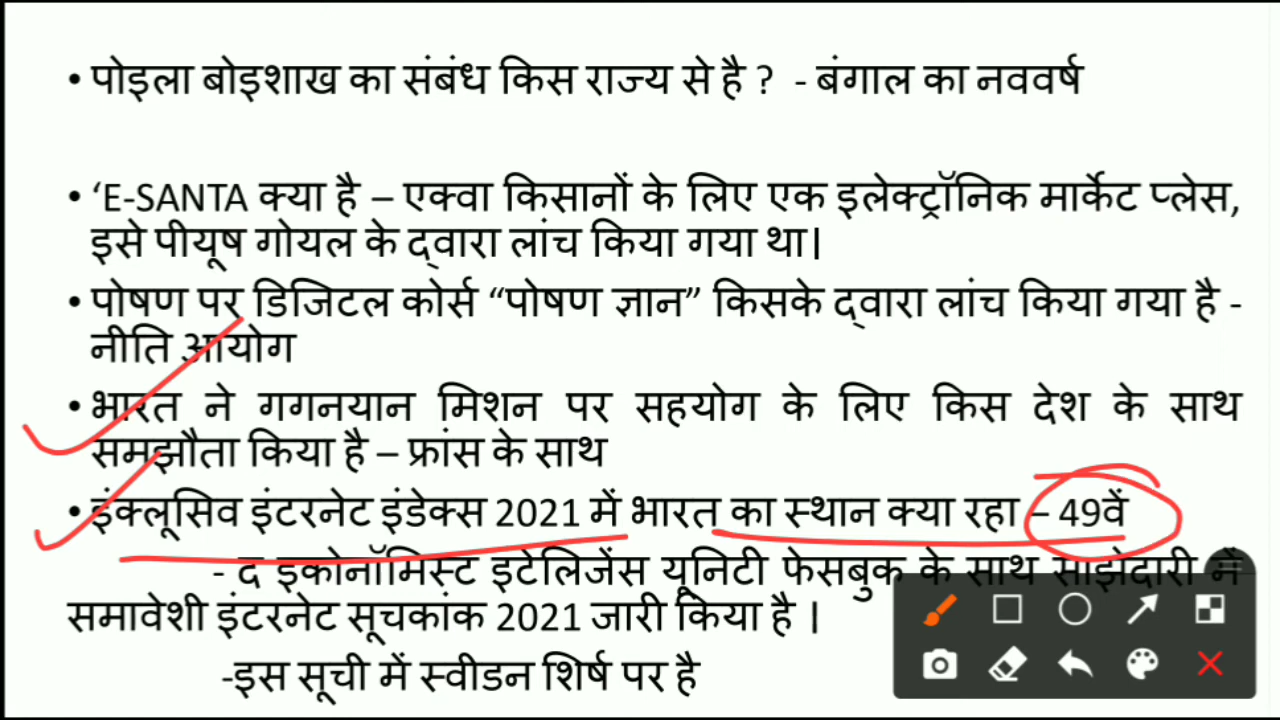 • पोइला बोइशाख का संबंध किस राज्य से है ? - बंगाल का नववर्ष
• ‘E-SANTA क्या है – एक्वा किसानों के लिए एक इलेक्ट्रॉनिक मार्केट प्लेस,
इसे पीयूष गोयल के द्वारा लांच किया गया था।
• पोषण पर डिजिटल कोर्स “पोषण ज्ञान” किसके द्वारा लांच किया गया है -
नीति आयोग
• भारत ने गगनयान मिशन पर सहयोग के लिए किस देश के साथ
समझौता किया है – फ्रांस के साथ
• इंक्लूसिव इंटरनेट इंडेक्स 2021 में भारत का स्थान क्या रहा – 49वें
- द इकोनॉमिस्ट इटेलिजेंस यूनिटी फेसबुक के साथ साझेदारी में
समावेशी इंटरनेट सूचकांक 2021 जारी किया है ।
-इस सूची में स्वीडन शिर्ष पर है